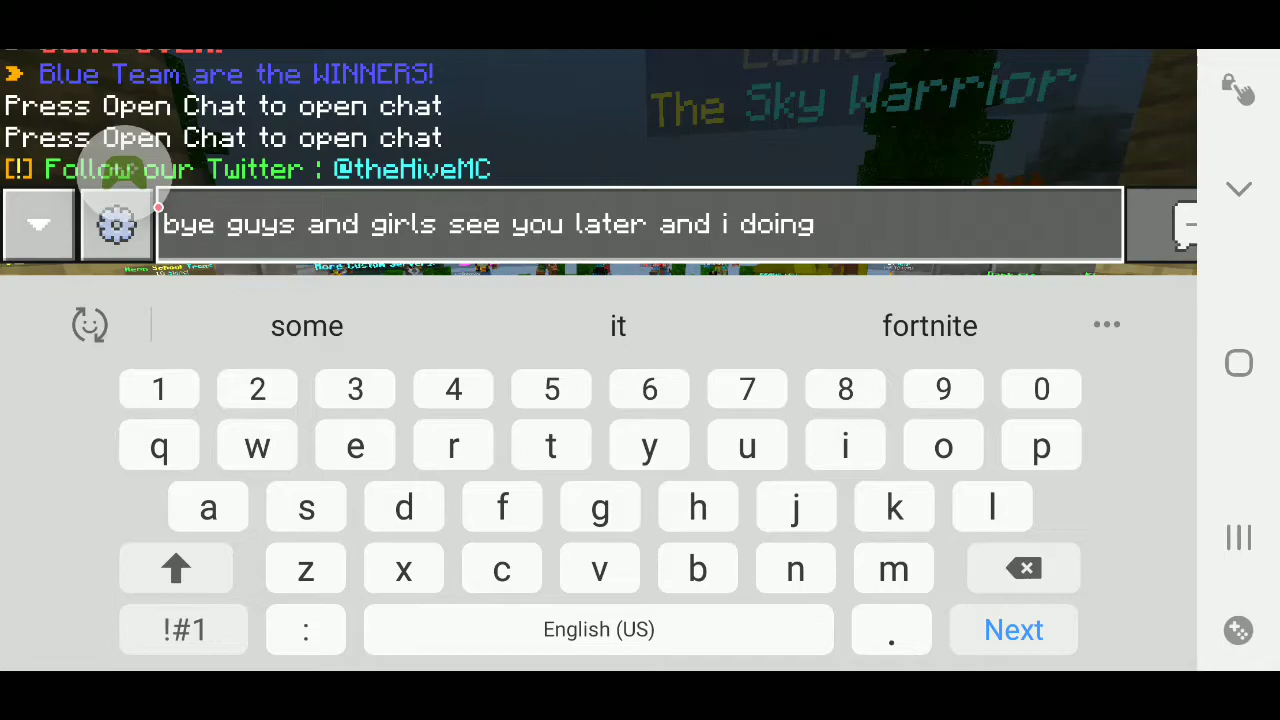 Blue Team are the WINNERS!
The Sky Warrior
Press Open Chat to open chat
Press Open Chat to open chat
[!] Follow our Twitter : @theHiveMC
bye guys and girls see you later and i doing
some it fortnite
1 2 3 4 5 6 7 8 9 0
q w e r t y u i o p
a s d f g h j k l
z x c v b n m
!#1 : English (US) . Next